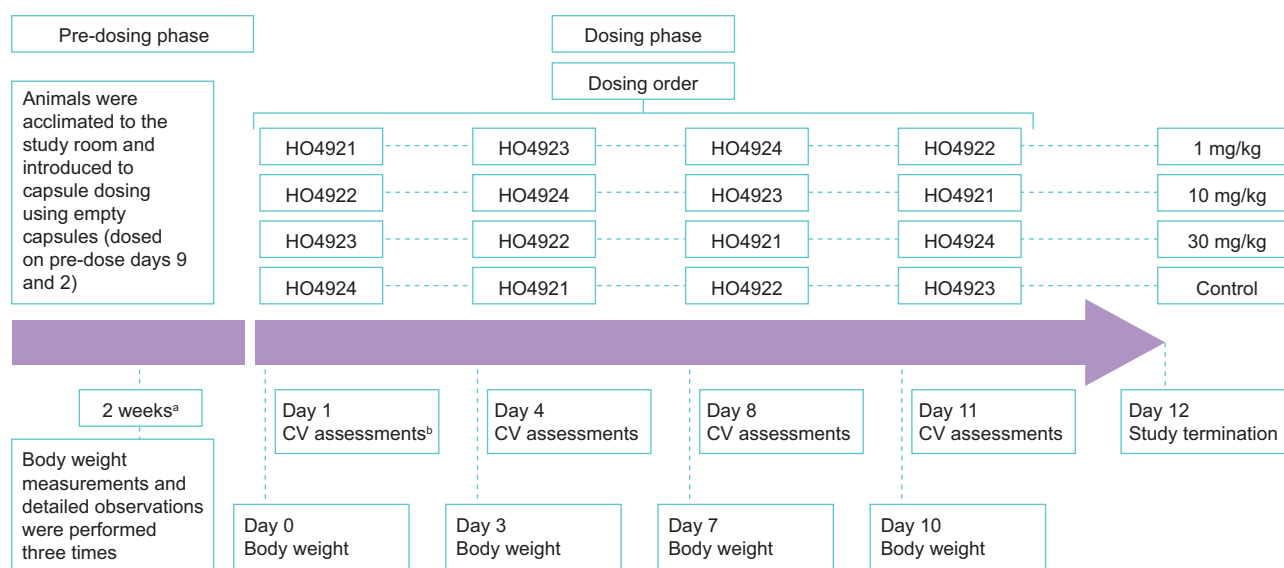 Pre-dosing phase
Dosing phase
Dosing order
Animals were
acclimated to the
study room and
introduced to
capsule dosing
using empty
capsules (dosed
on pre-dose days 9
and 2)
HO4921 HO4923 HO4924 HO4922 1 mg/kg
HO4922 HO4924 HO4923 HO4921 10 mg/kg
HO4923 HO4922 HO4921 HO4924 30 mg/kg
HO4924 HO4921 HO4922 HO4923 Control
2 weeksᵃ
Body weight
measurements and
detailed observations
were performed
three times
Day 1
CV assessmentsᵇ
Day 4
CV assessments
Day 8
CV assessments
Day 11
CV assessments
Day 12
Study termination
Day 0
Body weight
Day 3
Body weight
Day 7
Body weight
Day 10
Body weight